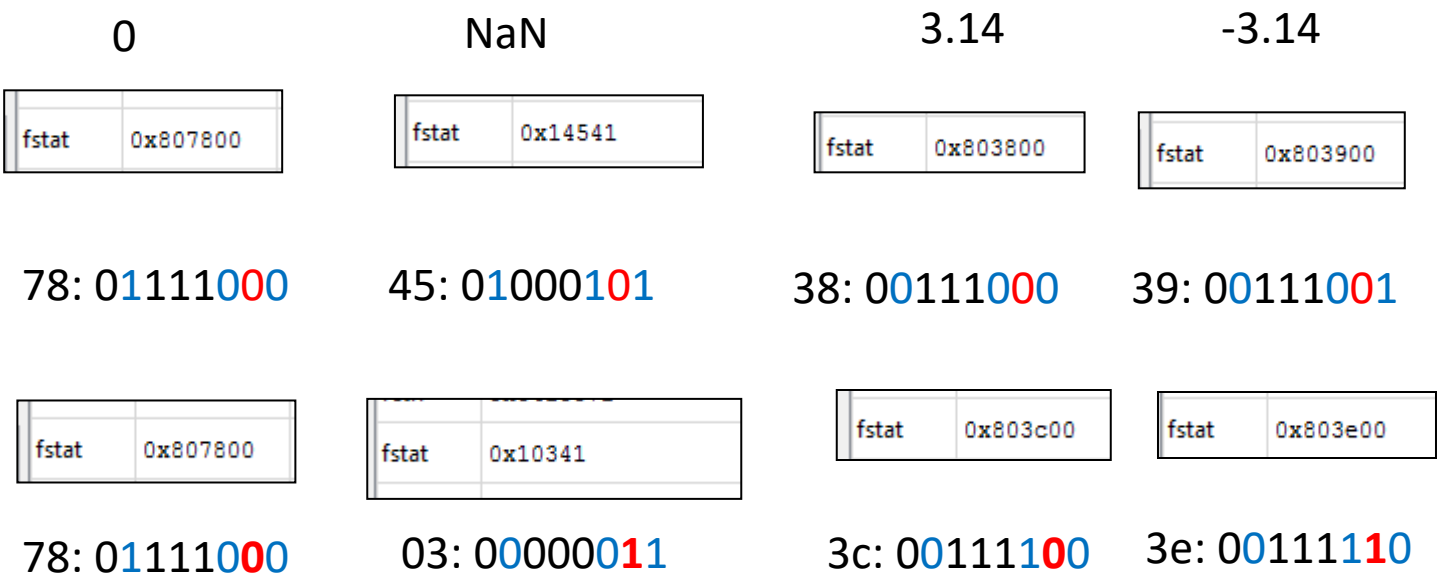 0 NaN 3.14 -3.14
fstat 0x807800 fstat 0x14541 fstat 0x803800 fstat 0x803900
78: 01111000 45: 01000101 38: 00111000 39: 00111001
fstat 0x807800 fstat 0x10341 fstat 0x803c00 fstat 0x803e00
78: 01111000 03: 00000011 3c: 00111100 3e: 00111110